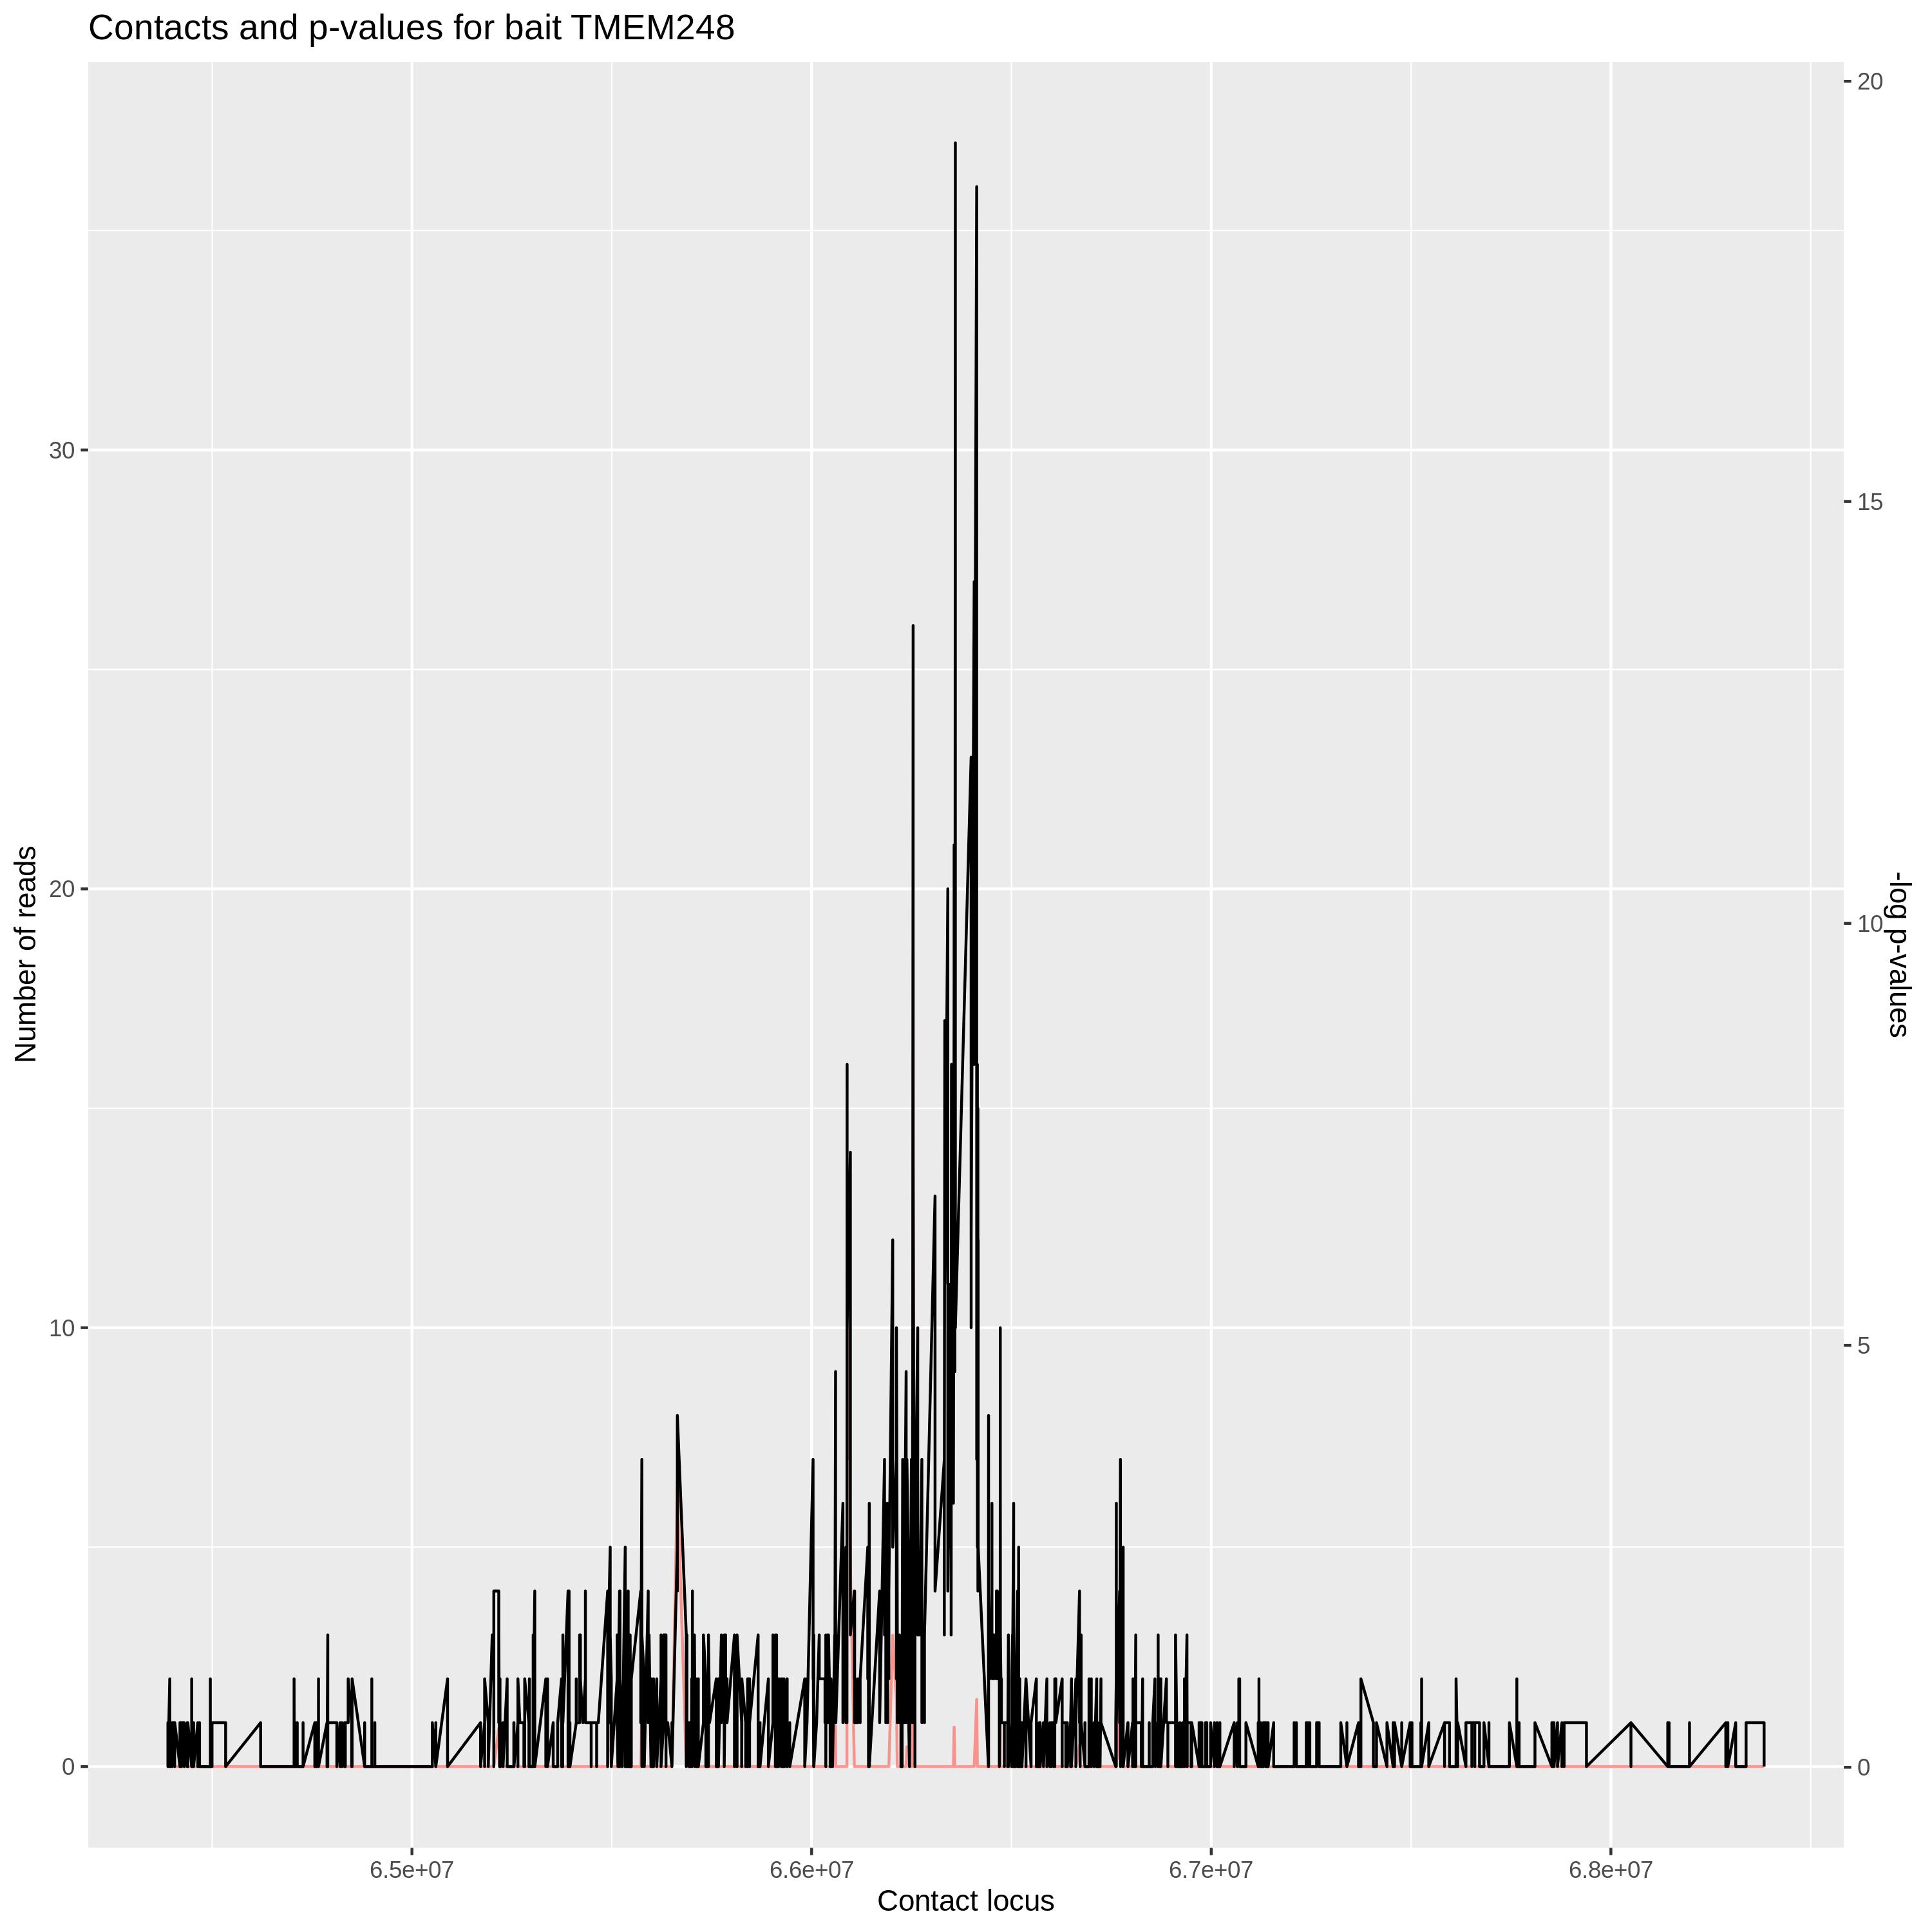 Contacts and p-values for bait TMEM248
Number of reads
30
20
10
0
20
15
10
5
0
-log p-values
6.5e+07 6.6e+07 6.7e+07 6.8e+07
Contact locus